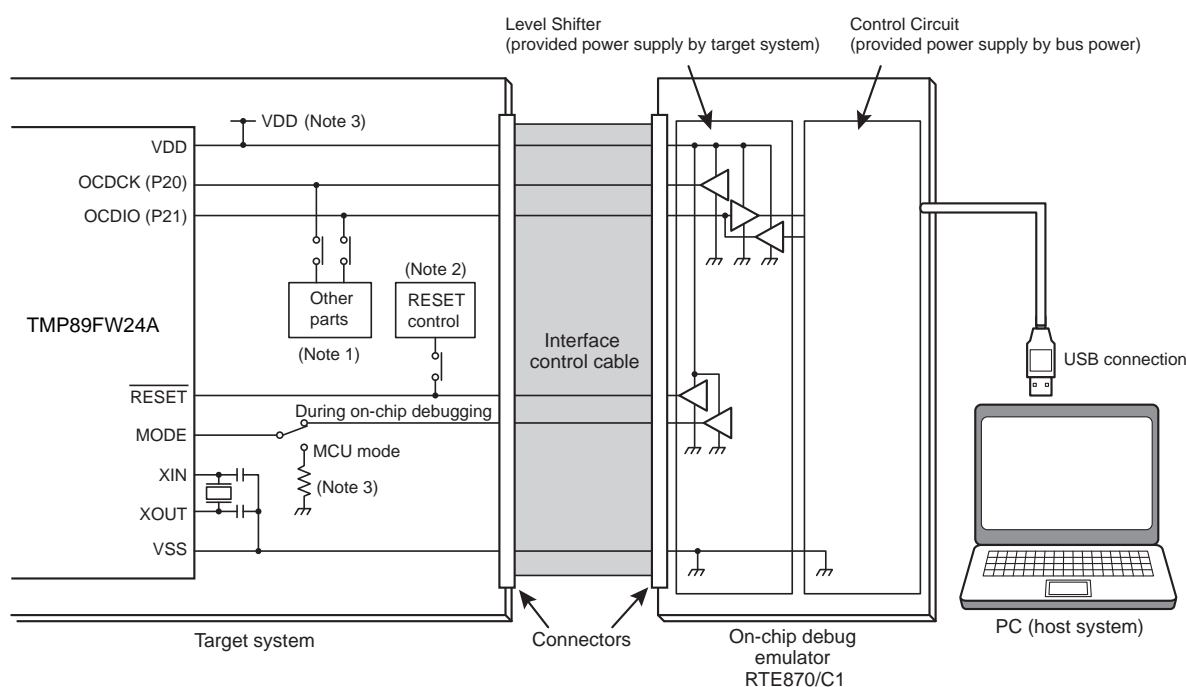 Level Shifter
(provided power supply by target system)
Control Circuit
(provided power supply by bus power)
VDD (Note 3)
VDD
OCDCK (P20)
OCDIO (P21)
(Note 2)
Other
parts
RESET
control
TMP89FW24A
(Note 1)
Interface
control cable
USB connection
RESET
During on-chip debugging
MODE
MCU mode
XIN
(Note 3)
XOUT
VSS
Target system
Connectors
On-chip debug
emulator
RTE870/C1
PC (host system)